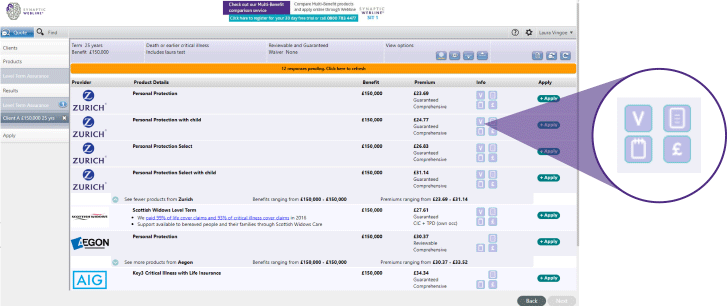 SYNAPTIC
WEBLINE
Check out our Multi-Benefit
comparison service
Compare Multi-Benefit products
and apply online through Webline
SYNAPTIC
WEBLINE
Click here to register for your 30 day free trial or call 0800 783 4477
Quote
Find
Laura Vingoe
Clients
Products
Level Term Assurance
Results
Level Term Assurance
Client A £150,000 25 yrs
Apply
Term 25 years
Benefit £150,000
Death or earlier critical illness
Includes laura test
Reviewable and Guaranteed
Waiver None
View options
12 responses pending. Click here to refresh
Provider Product Details Benefit Premium Info Apply
ZURICH
Personal Protection £150,000 £23.69
Guaranteed
Comprehensive
+ Apply
ZURICH
Personal Protection with child £150,000 £24.77
Guaranteed
Comprehensive
+ Apply
ZURICH
Personal Protection Select £150,000 £26.83
Guaranteed
Comprehensive
+ Apply
ZURICH
Personal Protection Select with child £150,000 £31.14
Guaranteed
Comprehensive
+ Apply
See fewer products from Zurich Benefits ranging from £150,000 - £150,000 Premiums ranging from £23.69 - £31.14
SCOTTISH WIDOWS
Scottish Widows Level Term £150,000 £27.61
• We paid 99% of life cover claims and 93% of critical illness cover claims in 2016
• Support available to bereaved people and their families through Scottish Widows Care
Guaranteed
CIC + TPD (own occ)
+ Apply
AEGON
Personal Protection £150,000 £30.37
Reviewable
Comprehensive
+ Apply
See more products from Aegon Benefits ranging from £150,000 - £150,000 Premiums ranging from £30.37 - £33.52
AIG
Key3 Critical Illness with Life Insurance £150,000 £34.34
Guaranteed
Comprehensive
+ Apply
Back
Next
V
£